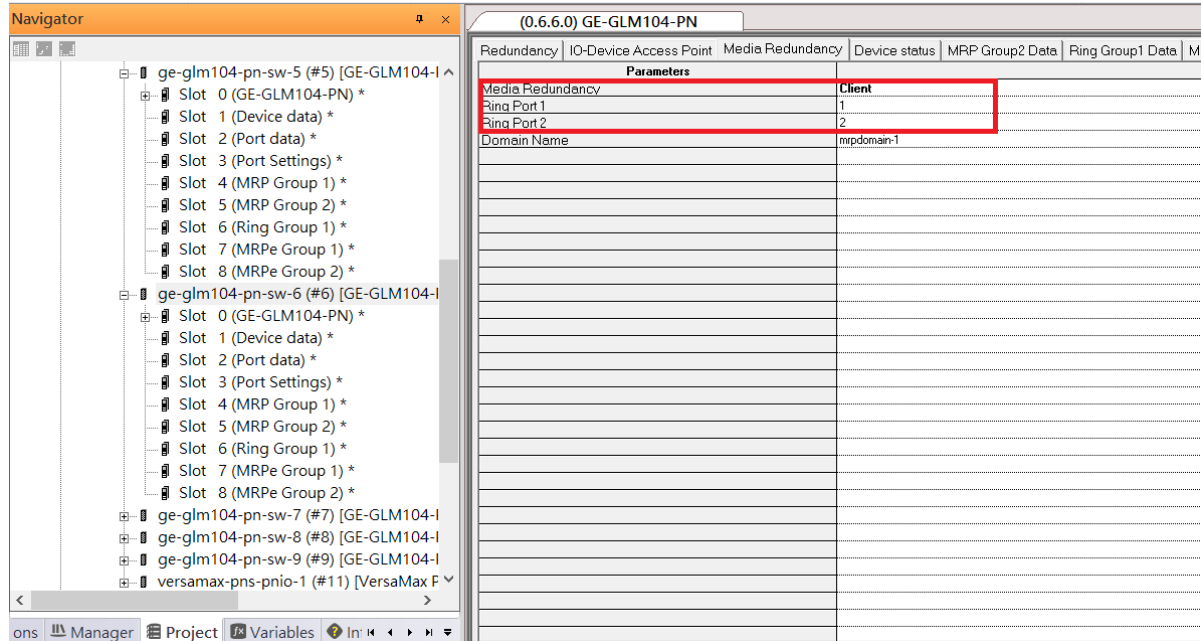 Navigator
ge-glm104-pn-sw-5 (#5) [GE-GLM104-
Slot 0 (GE-GLM104-PN) *
Slot 1 (Device data) *
Slot 2 (Port data) *
Slot 3 (Port Settings) *
Slot 4 (MRP Group 1) *
Slot 5 (MRP Group 2) *
Slot 6 (Ring Group 1) *
Slot 7 (MRPe Group 1) *
Slot 8 (MRPe Group 2) *
ge-glm104-pn-sw-6 (#6) [GE-GLM104-
Slot 0 (GE-GLM104-PN) *
Slot 1 (Device data) *
Slot 2 (Port data) *
Slot 3 (Port Settings) *
Slot 4 (MRP Group 1) *
Slot 5 (MRP Group 2) *
Slot 6 (Ring Group 1) *
Slot 7 (MRPe Group 1) *
Slot 8 (MRPe Group 2) *
ge-glm104-pn-sw-7 (#7) [GE-GLM104-
ge-glm104-pn-sw-8 (#8) [GE-GLM104-
ge-glm104-pn-sw-9 (#9) [GE-GLM104-
versamax-pns-pnio-1 (#11) [VersaMax P
ons Manager Project Variables In
(0.6.6.0) GE-GLM104-PN
Redundancy IO-Device Access Point Media Redundancy Device status MRP Group2 Data Ring Group1 Data M
Parameters
Media Redundancy Client
Ring Port 1 1
Ring Port 2 2
Domain Name mrpdomain-1